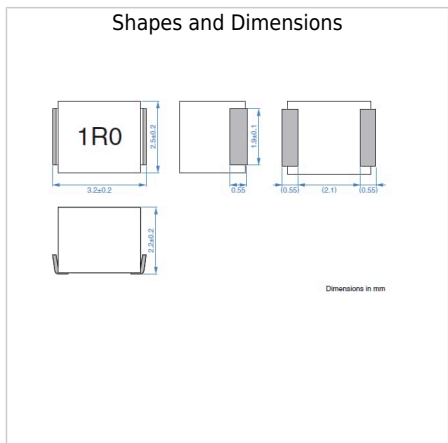 Shapes and Dimensions
1R0
2.5±0.2
3.2±0.2
1.9±0.1
0.55
(0.55)
(2.1)
(0.55)
2.2±0.2
Dimensions in mm